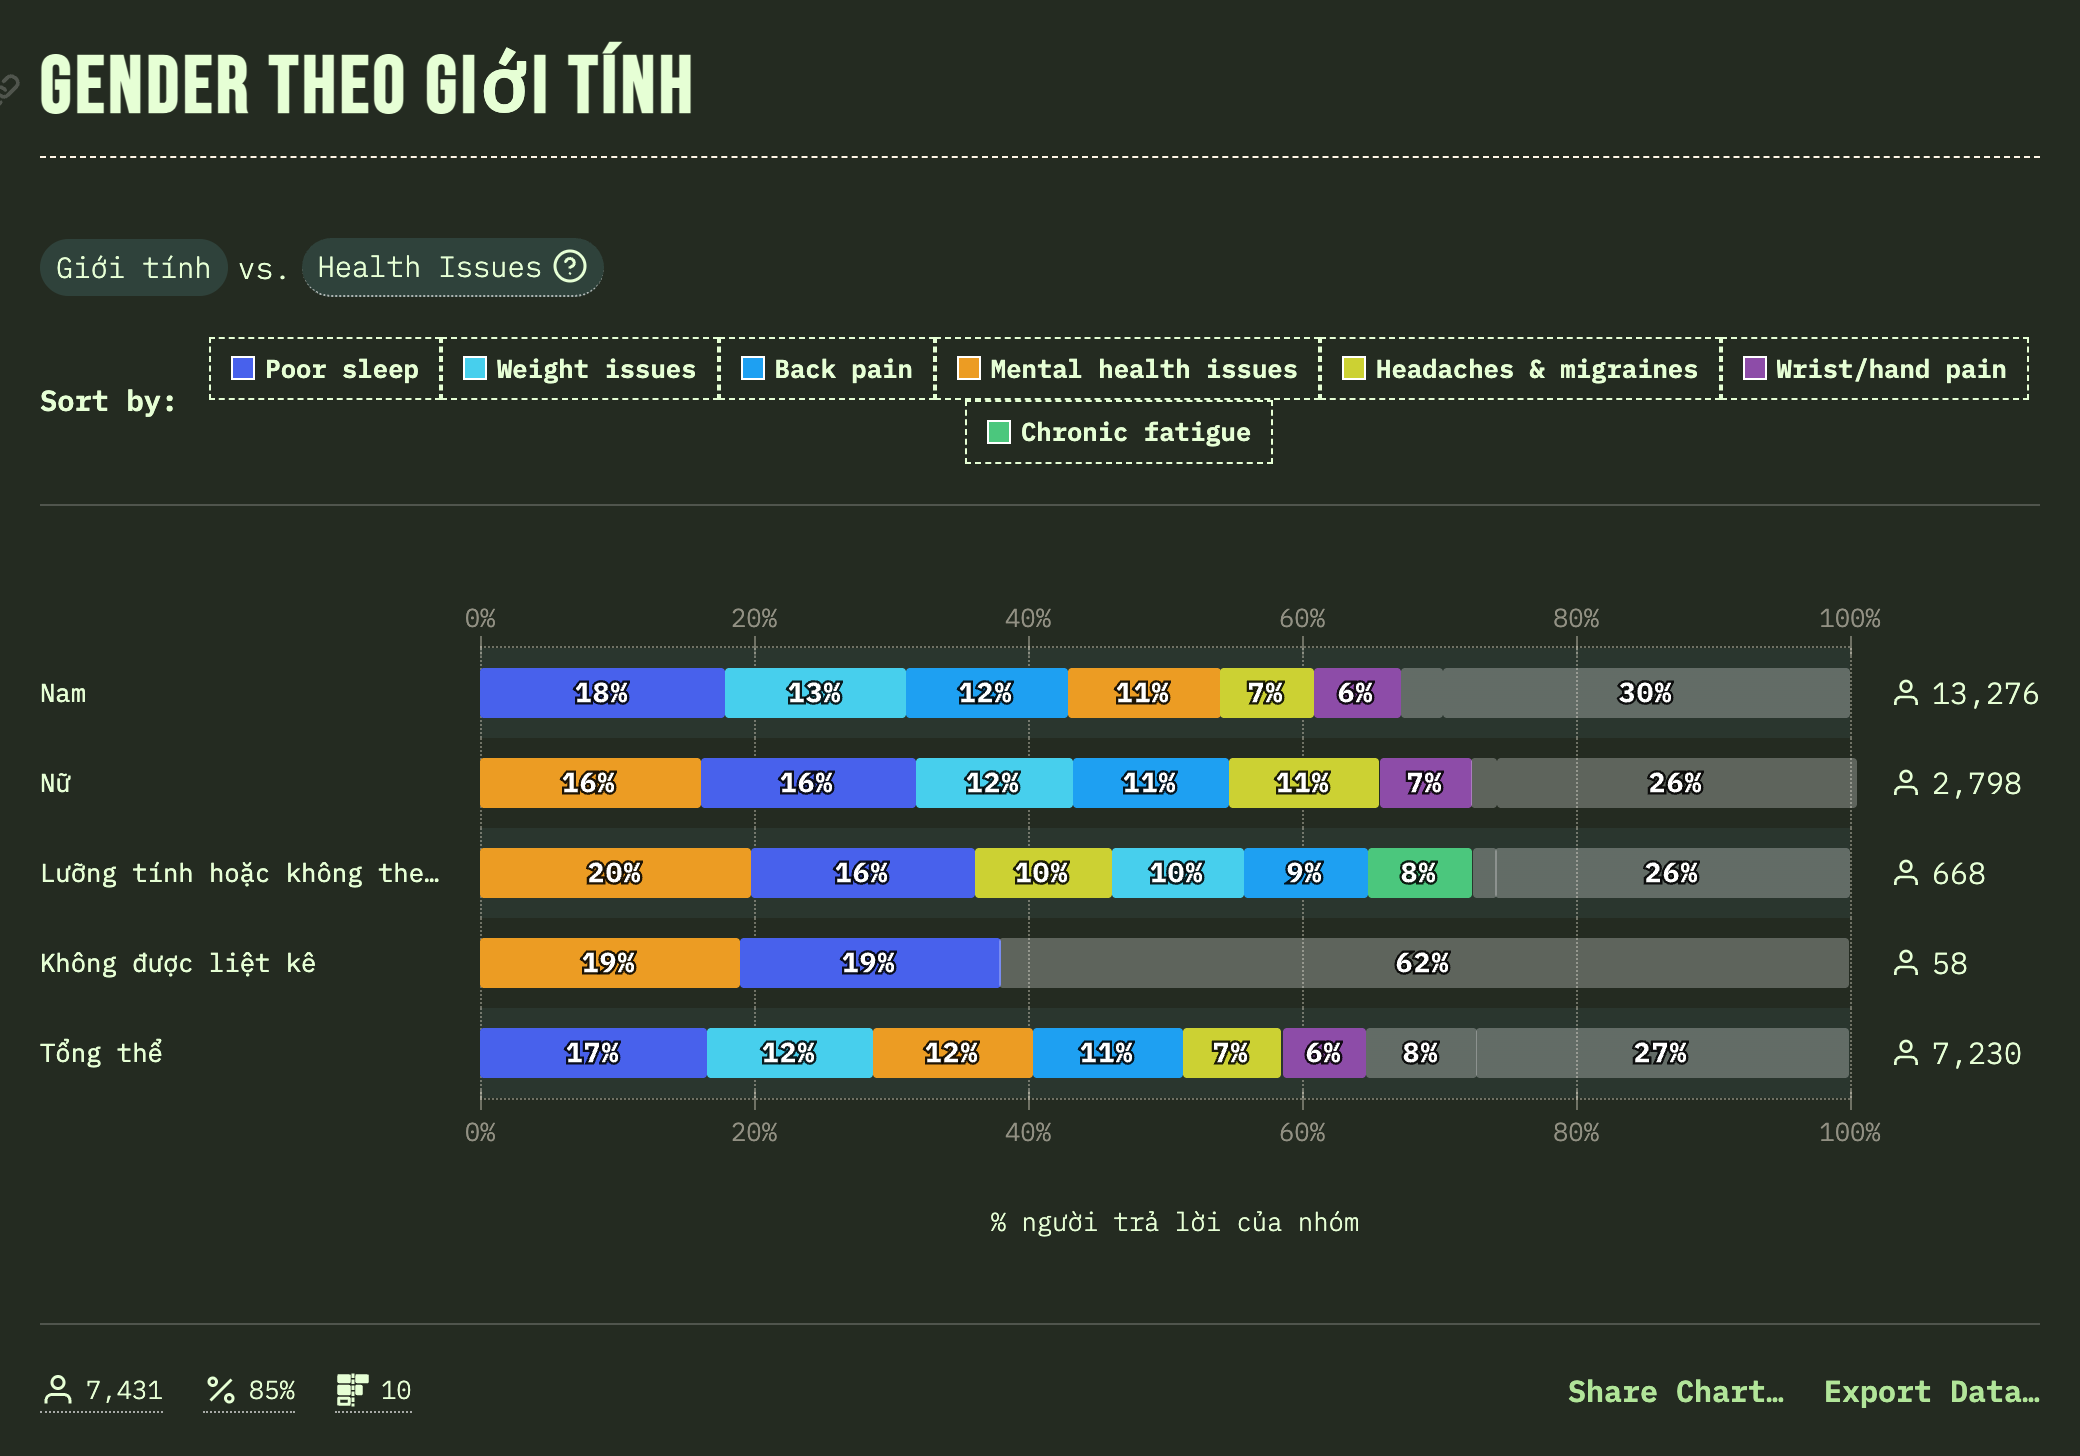 GENDER THEO GIỚI TÍNH
Giới tính vs. Health Issues ?
Poor sleep Weight issues Back pain Mental health issues Headaches & migraines Wrist/hand pain
Sort by:
Chronic fatigue
0% 20% 40% 60% 80% 100%
Nam 18% 13% 12% 11% 7% 6% 30% 13,276
Nữ 16% 16% 12% 11% 11% 7% 26% 2,798
Lưỡng tính hoặc không the… 20% 16% 10% 10% 9% 8% 26% 668
Không được liệt kê 19% 19% 62% 58
Tổng thể 17% 12% 12% 11% 7% 6% 8% 27% 7,230
0% 20% 40% 60% 80% 100%
% người trả lời của nhóm
7,431 85% 10 Share Chart… Export Data…